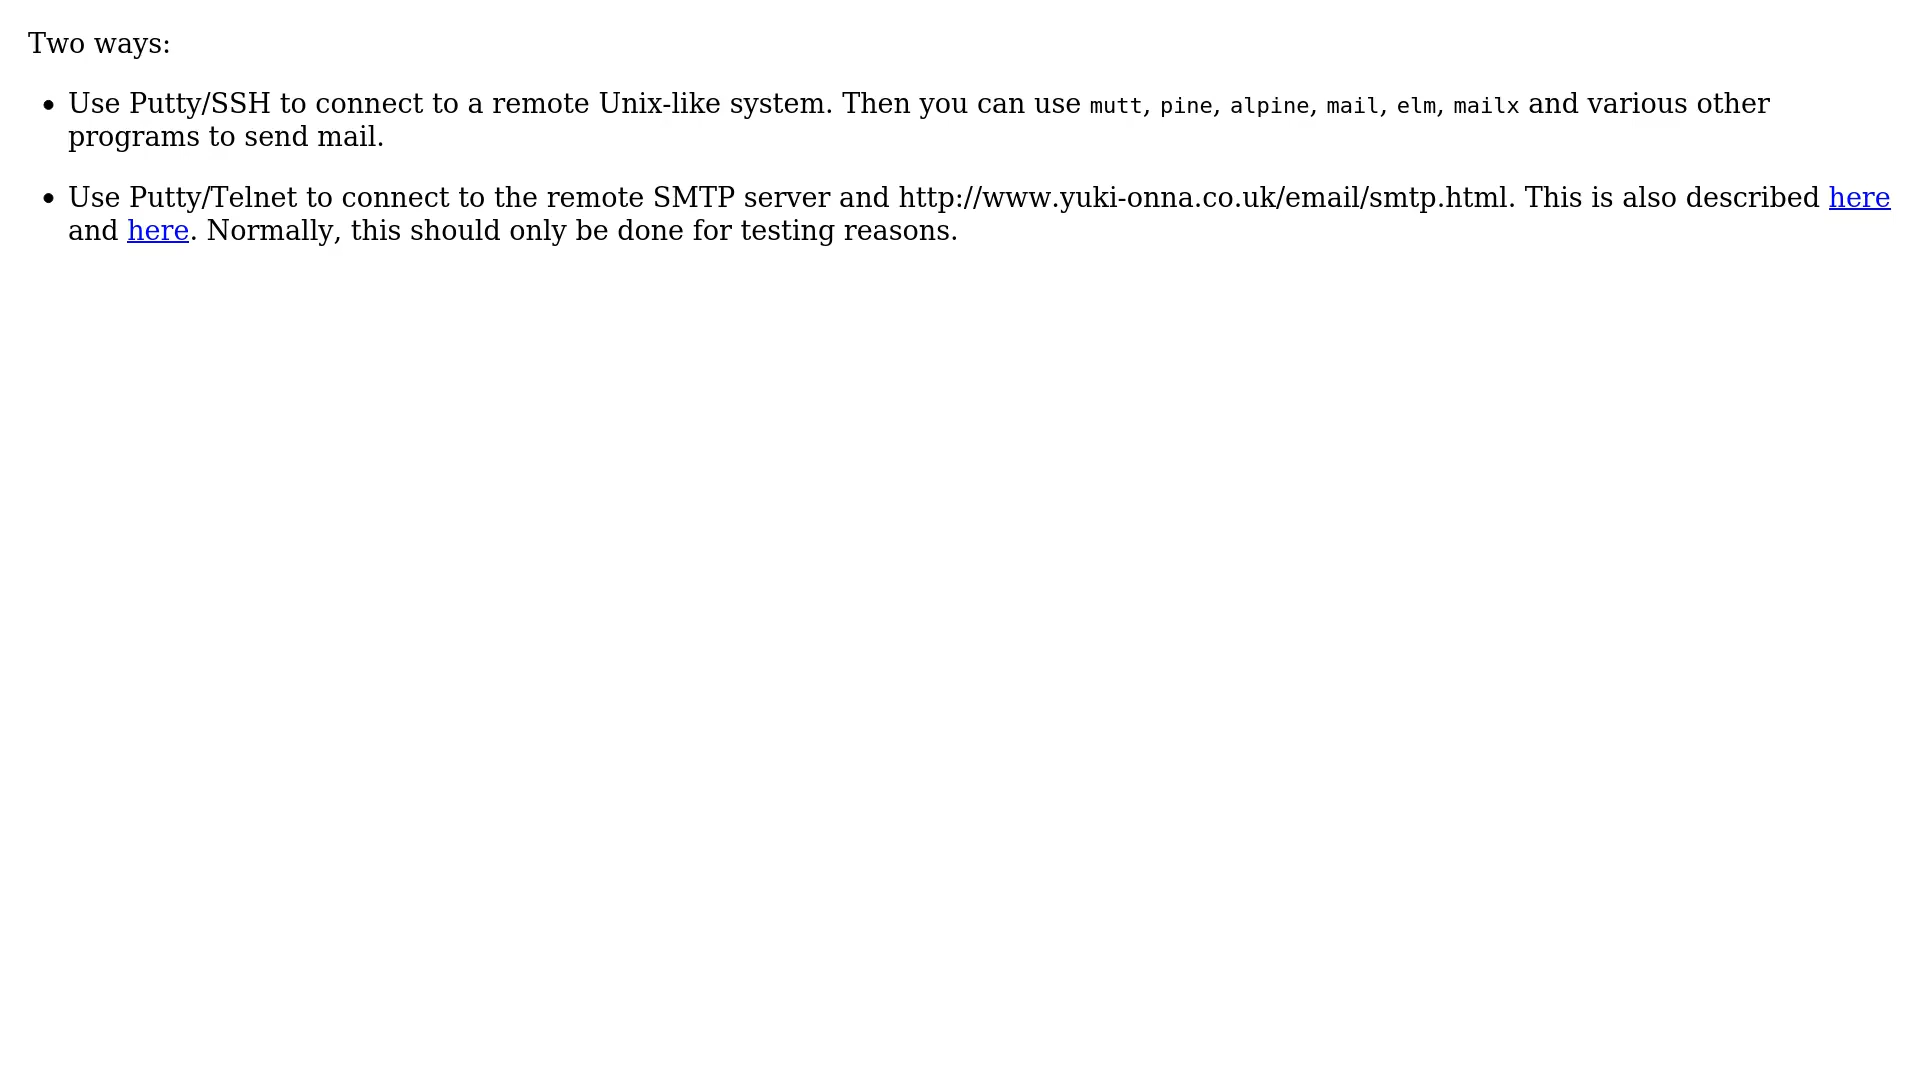 Two ways:
• Use Putty/SSH to connect to a remote Unix-like system. Then you can use mutt, pine, alpine, mail, elm, mailx and various other
programs to send mail.
• Use Putty/Telnet to connect to the remote SMTP server and http://www.yuki-onna.co.uk/email/smtp.html. This is also described here
and here. Normally, this should only be done for testing reasons.